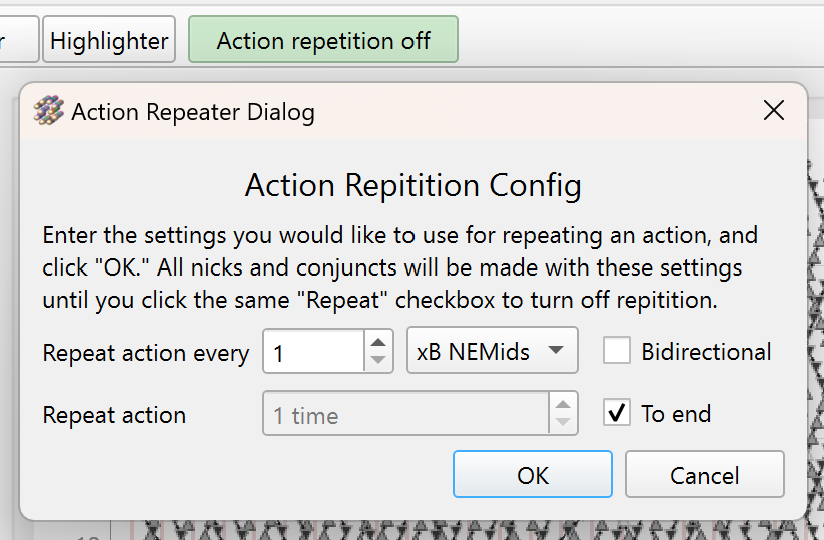 r
Highlighter
Action repetition off
Action Repeater Dialog
Action Repitition Config
Enter the settings you would like to use for repeating an action, and
click "OK." All nicks and conjuncts will be made with these settings
until you click the same "Repeat" checkbox to turn off repitition.
Repeat action every 1 xB NEMids Bidirectional
Repeat action 1 time To end
OK Cancel